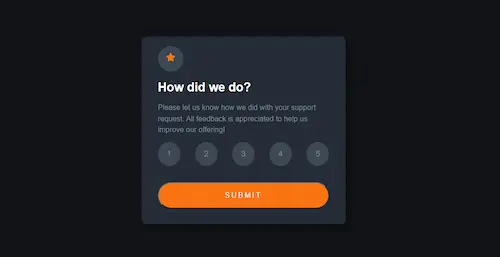 How did we do?
Please let us know how we did with your support
request. All feedback is appreciated to help us
improve our offering!
1 2 3 4 5
SUBMIT